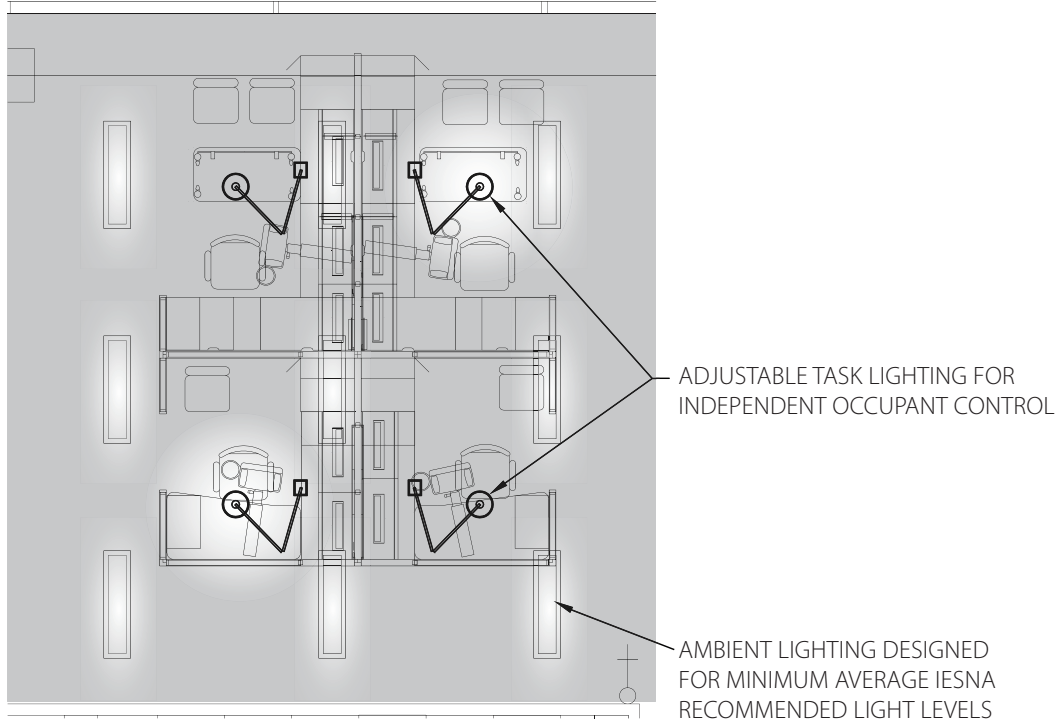 ADJUSTABLE TASK LIGHTING FOR
INDEPENDENT OCCUPANT CONTROL
AMBIENT LIGHTING DESIGNED
FOR MINIMUM AVERAGE IESNA
RECOMMENDED LIGHT LEVELS